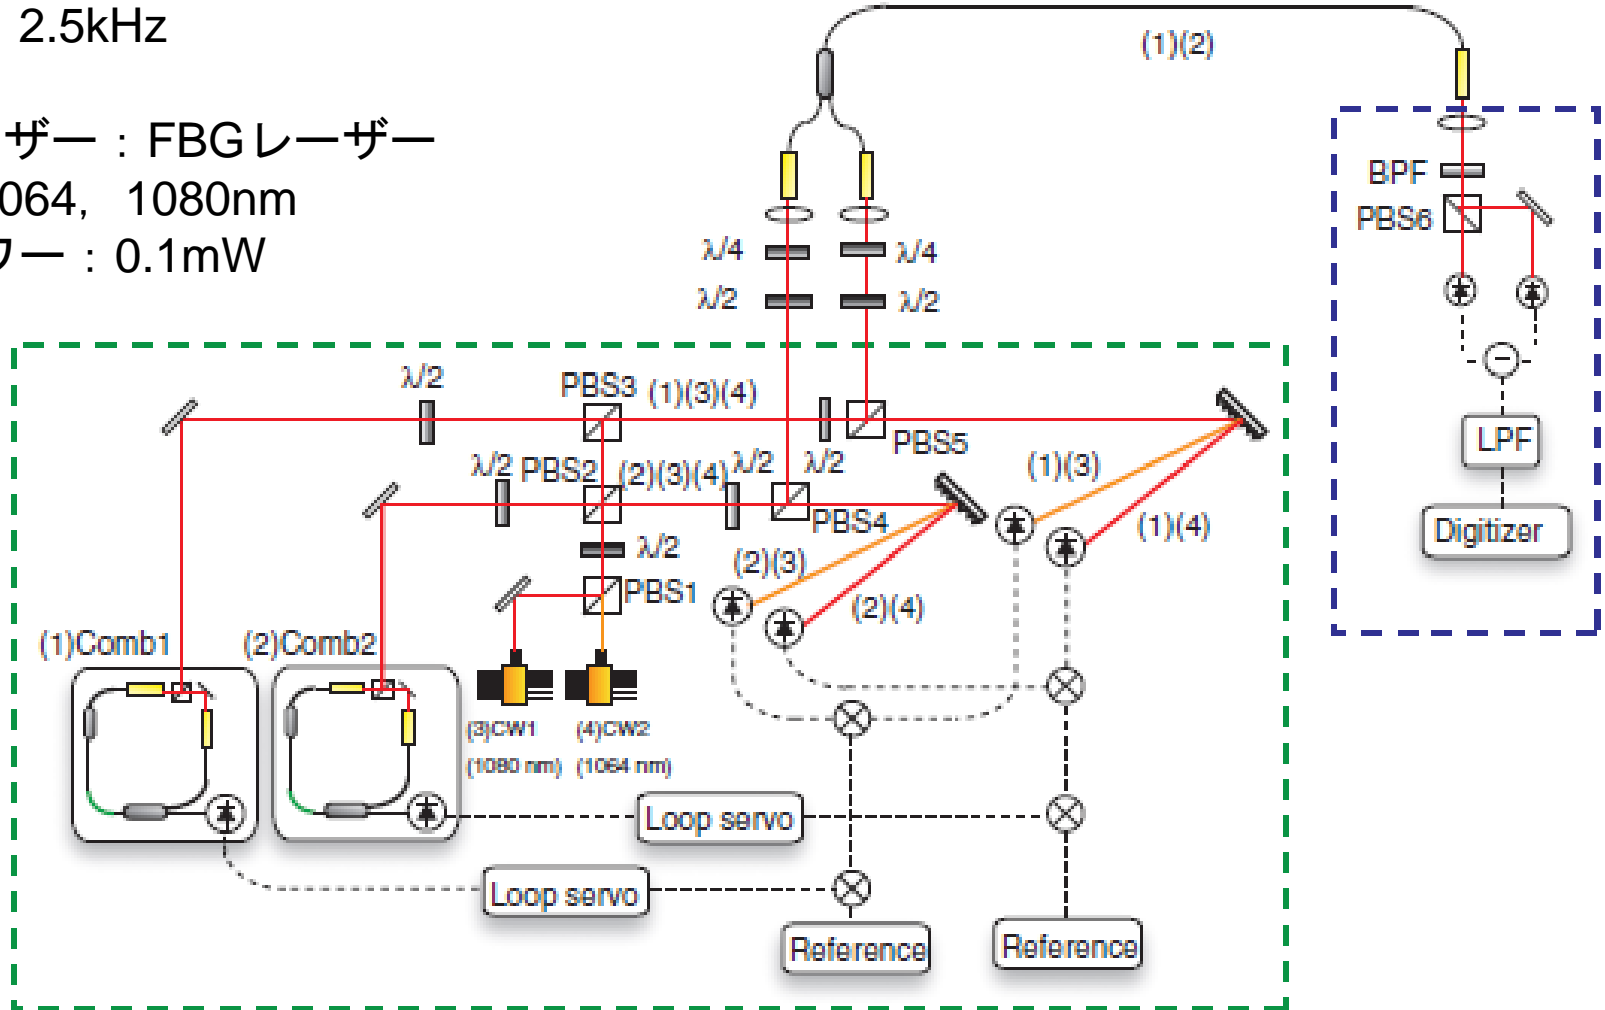 2.5kHz
(1)(2)
ザー：FBGレーザー
064, 1080nm
ワー：0.1mW
BPF
PBS6
λ/4
λ/4
λ/2
λ/2
λ/2
PBS3
(1)(3)(4)
PBS5
λ/2
PBS2
(2)(3)(4)
λ/2
λ/2
PBS4
(1)(3)
(1)(4)
LPF
Digitizer
λ/2
(2)(3)
(2)(4)
PBS1
(1)Comb1
(2)Comb2
(3)CW1
(4)CW2
(1080 nm)
(1064 nm)
Loop servo
Loop servo
Reference
Reference